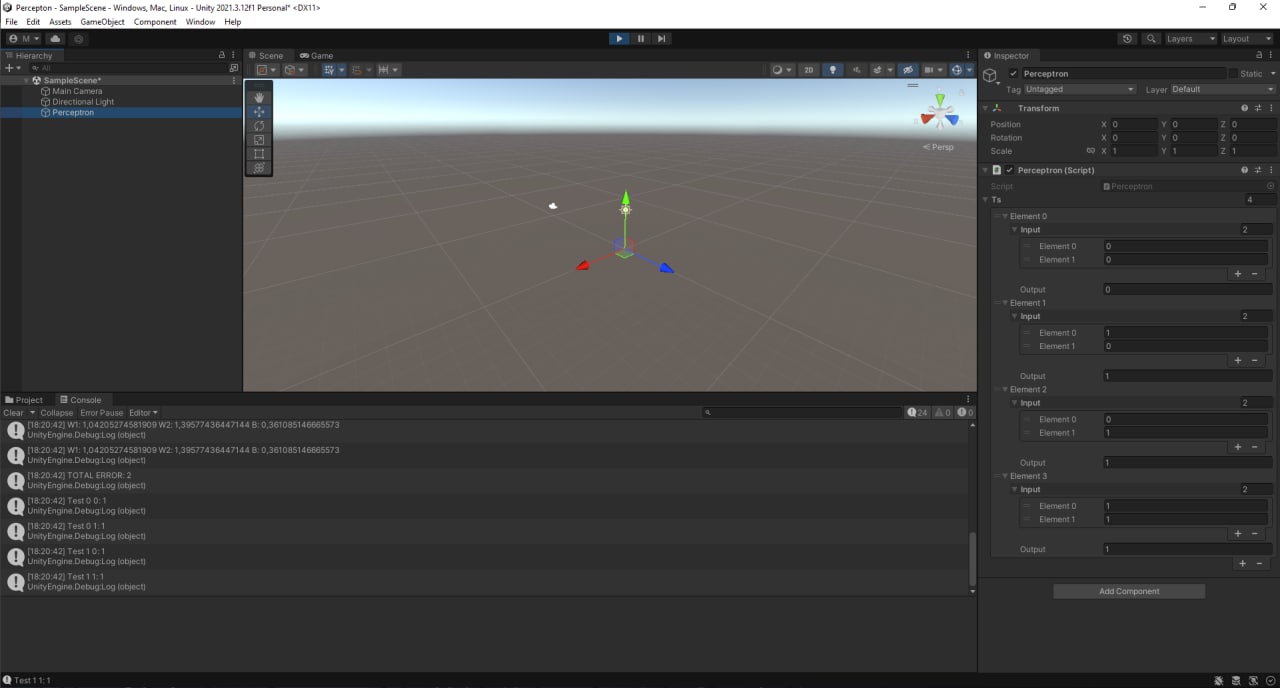 Percepton - SampleScene - Windows, Mac, Linux - Unity 2021.3.12f1 Personal* <DX11>
File Edit Assets GameObject Component Window Help
M
Layers Layout
Hierarchy
All
SampleScene*
Main Camera
Directional Light
Perceptron
Scene Game
2D
Persp
Inspector
Perceptron Static
Tag Untagged Layer Default
Transform
Position X 0 Y 0 Z 0
Rotation X 0 Y 0 Z 0
Scale X 1 Y 1 Z 1
Perceptron (Script)
Script Perceptron
Ts 4
Element 0
Input 2
Element 0 0
Element 1 0
Output 0
Element 1
Input 2
Element 0 1
Element 1 0
Output 1
Element 2
Input 2
Element 0 0
Element 1 1
Output 1
Element 3
Input 2
Element 0 1
Element 1 1
Output 1
Add Component
Project Console
Clear Collapse Error Pause Editor 24 0 0
[18:20:42] W1: 1,04205274581909 W2: 1,39577436447144 B: 0,361085146665573
UnityEngine.Debug:Log (object)
[18:20:42] W1: 1,04205274581909 W2: 1,39577436447144 B: 0,361085146665573
UnityEngine.Debug:Log (object)
[18:20:42] TOTAL ERROR: 2
UnityEngine.Debug:Log (object)
[18:20:42] Test 0 0: 1
UnityEngine.Debug:Log (object)
[18:20:42] Test 0 1: 1
UnityEngine.Debug:Log (object)
[18:20:42] Test 1 0: 1
UnityEngine.Debug:Log (object)
[18:20:42] Test 1 1: 1
UnityEngine.Debug:Log (object)
Test 1 1: 1